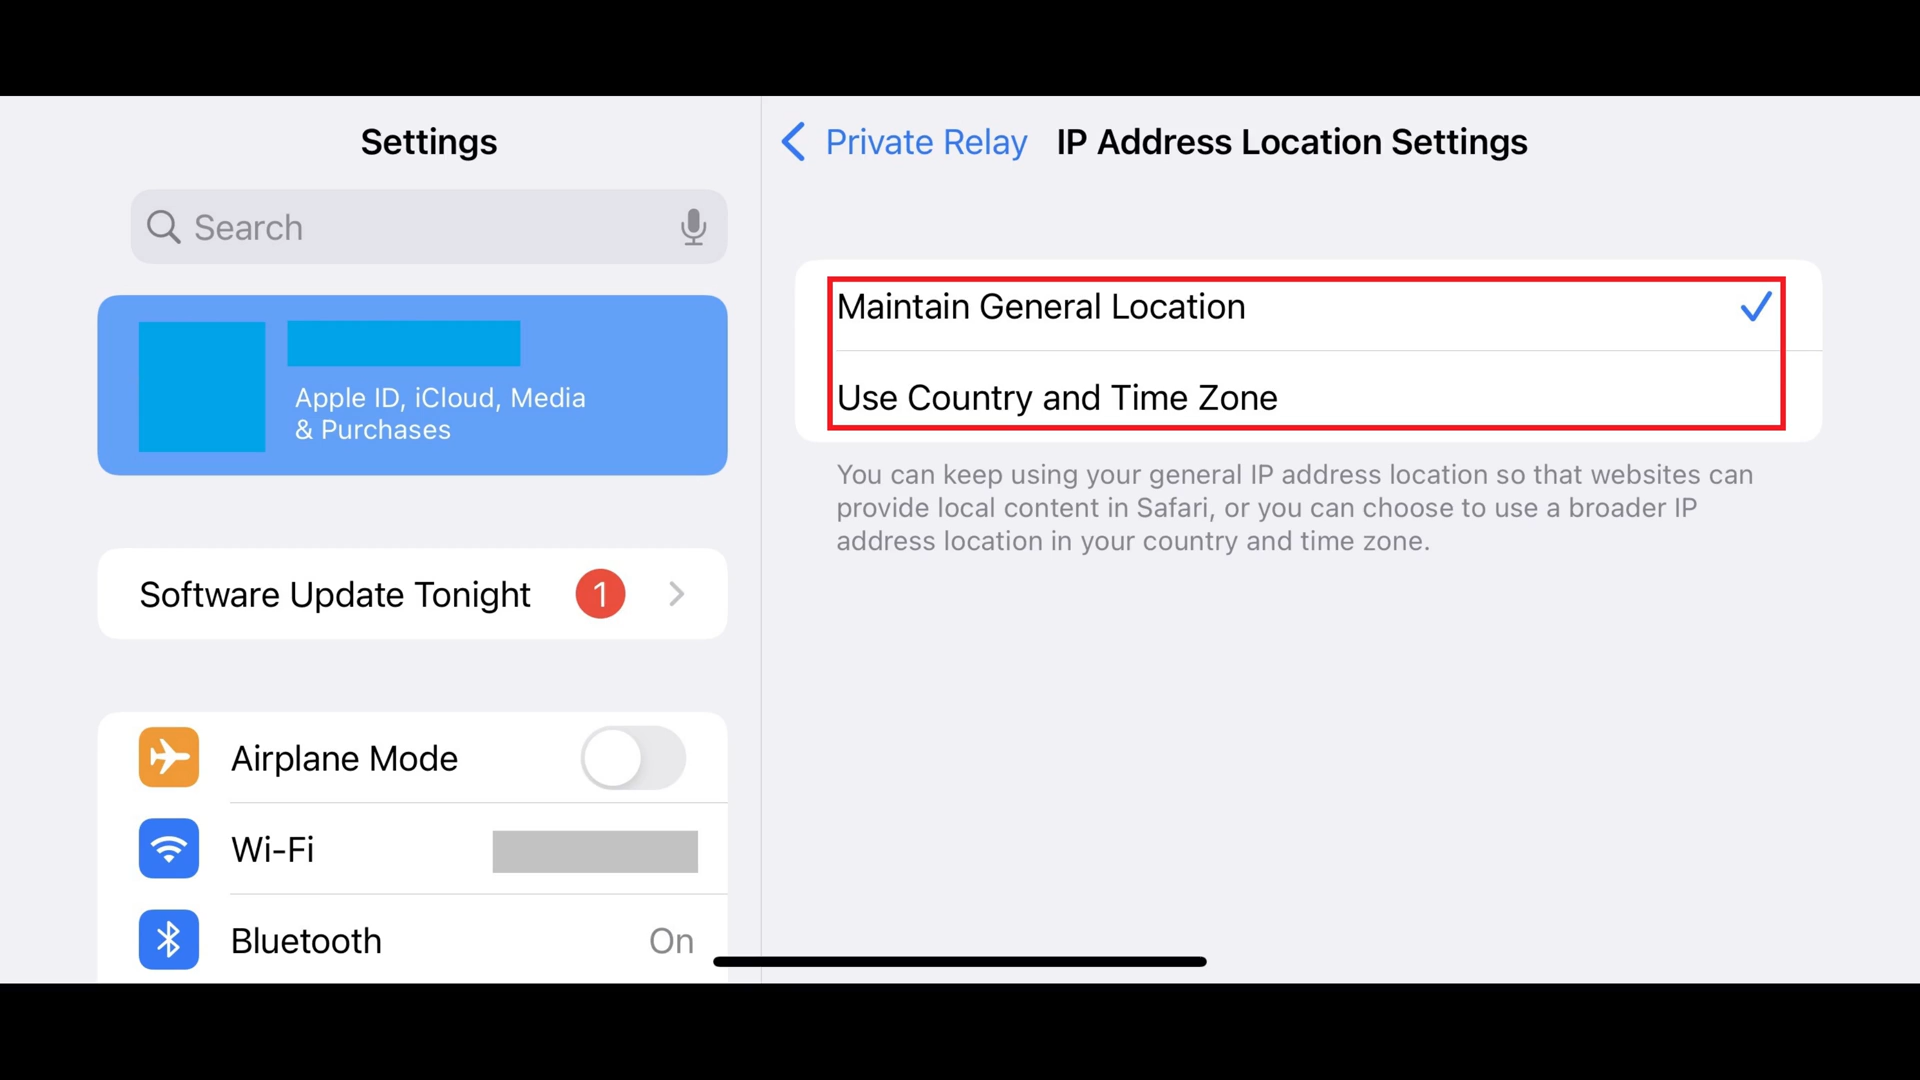 Settings
Search
Apple ID, iCloud, Media
& Purchases
Software Update Tonight 1
Airplane Mode
Wi-Fi
Bluetooth On
Private Relay IP Address Location Settings
Maintain General Location
Use Country and Time Zone
You can keep using your general IP address location so that websites can
provide local content in Safari, or you can choose to use a broader IP
address location in your country and time zone.